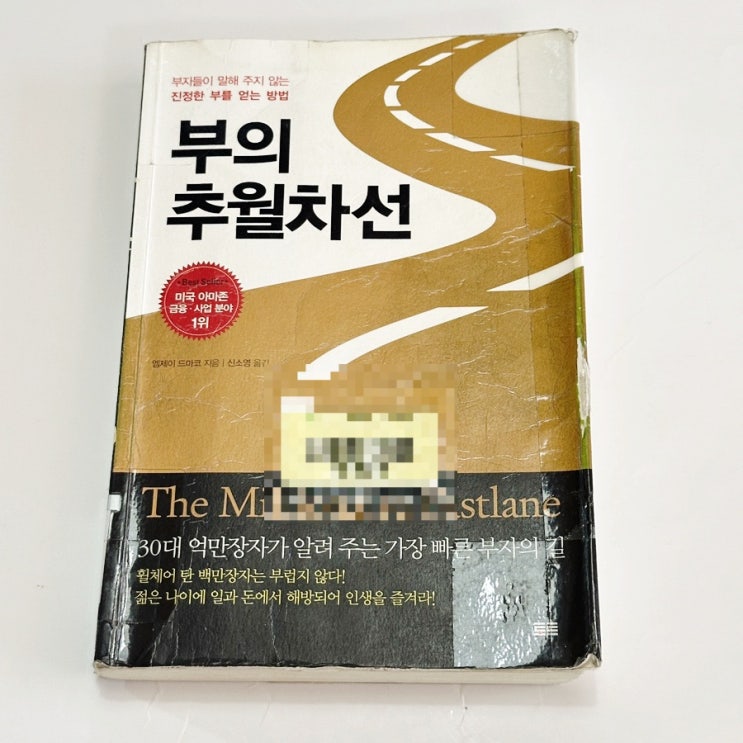 부자들이 말해 주지 않는
진정한 부를 얻는 방법
부의
추월차선
Best Seller
미국 아마존
금융·사업 분야
1위
엠제이 드마코 지음 | 신소영 옮김
The
30대 억만장자가 알려 주는 가장 빠른 부자의 길
휠체어 탄 백만장자는 부럽지 않다!
젊은 나이에 일과 돈에서 해방되어 인생을 즐겨라!